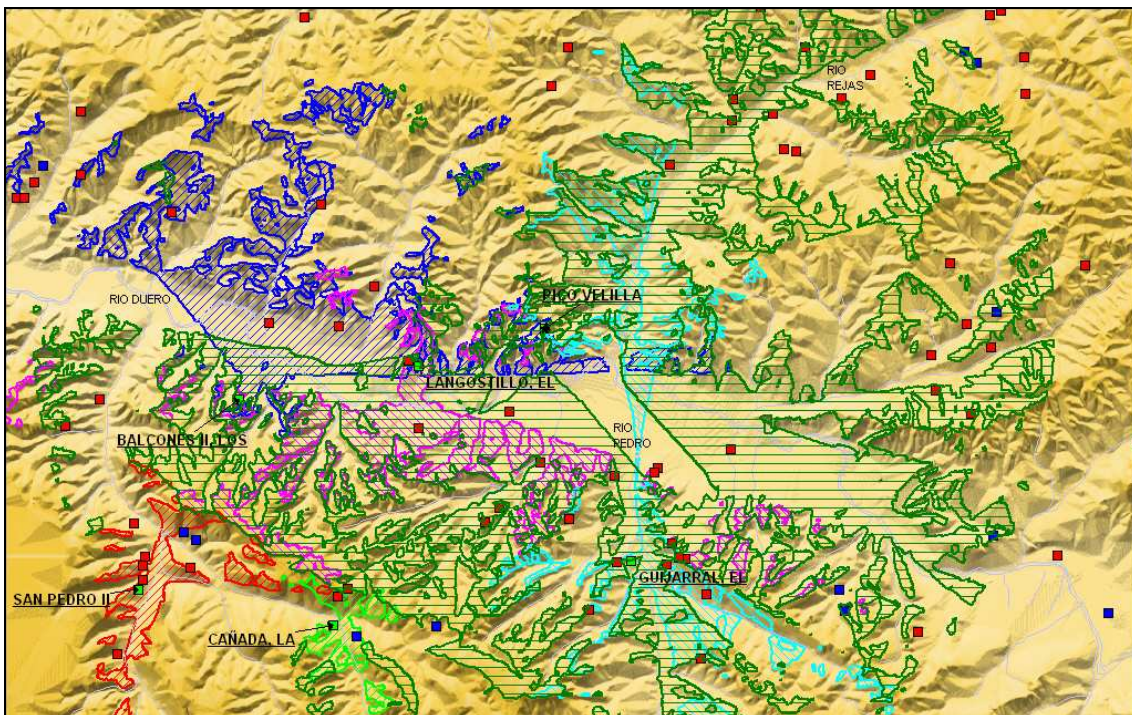 RIO
REJAS
RIO DUERO
PICO VELILLA
LANGOSTILLO, EL
BALCONES II, LOS
RIO
PEDRO
GUIJARRAL, EL
SAN PEDRO II
CAÑADA, LA